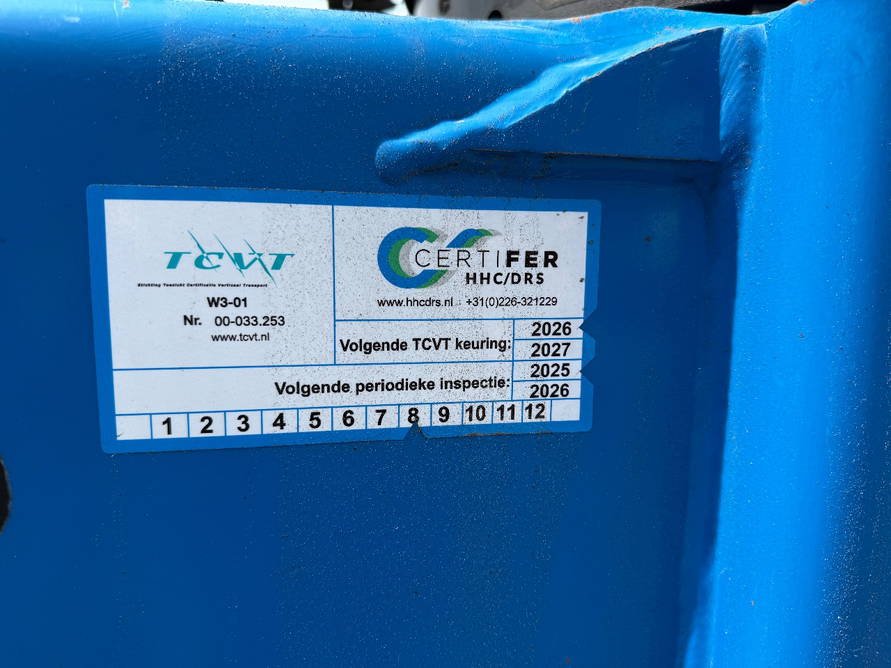 TCVT
Stichting Toezicht Certificatie Verticaal Transport
W3-01
Nr. 00-033.253
www.tcvt.nl
CERTIFER
HHC/DRS
www.hhcdrs.nl +31(0)226-321229
Volgende TCVT keuring:
2026
2027
Volgende periodieke inspectie:
2025
2026
1 2 3 4 5 6 7 8 9 10 11 12